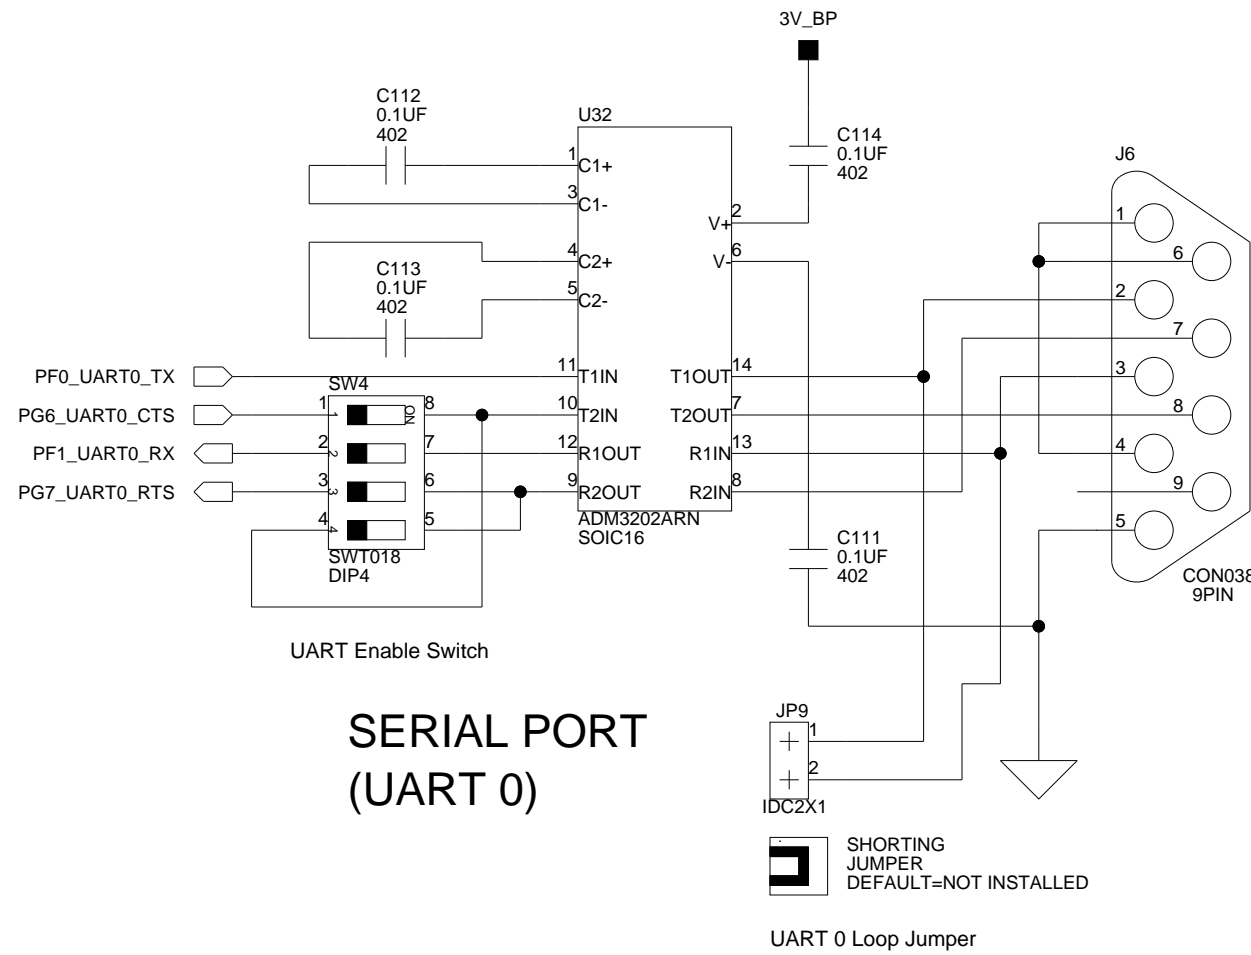 3V_BP
C112
0.1UF
402
U32
C114
0.1UF
402
J6
1
C1+
3
C1-
2
V+
4
C2+
6
V-
C113
0.1UF
402
5
C2-
1
6
2
7
3
8
4
9
5
PF0_UART0_TX
11
T1IN
T1OUT
14
SW4
PG6_UART0_CTS
1
1
ON
8
10
T2IN
T2OUT
7
PF1_UART0_RX
2
2
7
12
R1OUT
R1IN
13
PG7_UART0_RTS
3
3
6
9
R2OUT
R2IN
8
4
4
5
ADM3202ARN
SOIC16
SWT018
DIP4
C111
0.1UF
402
CON038
9PIN
UART Enable Switch
SERIAL PORT
(UART 0)
JP9
1
2
IDC2X1
SHORTING
JUMPER
DEFAULT=NOT INSTALLED
UART 0 Loop Jumper